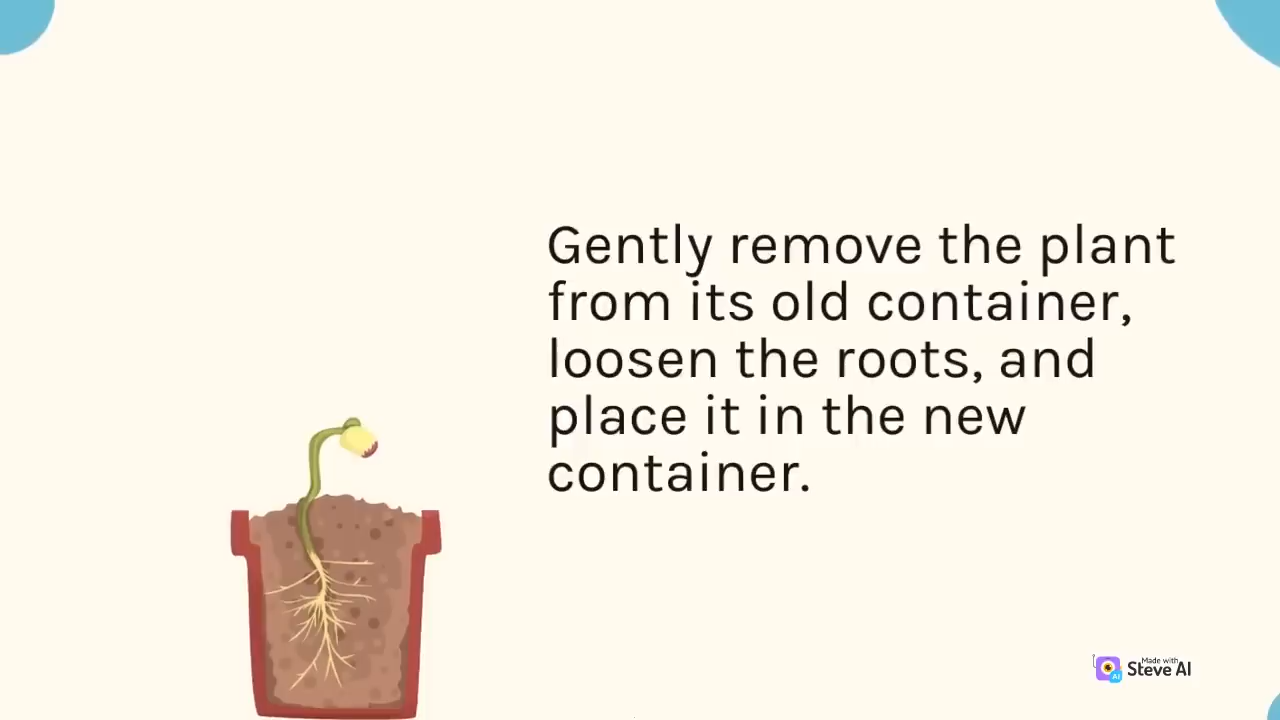 Gently remove the plant
from its old container,
loosen the roots, and
place it in the new
container.
Made with
Steve AI
AI